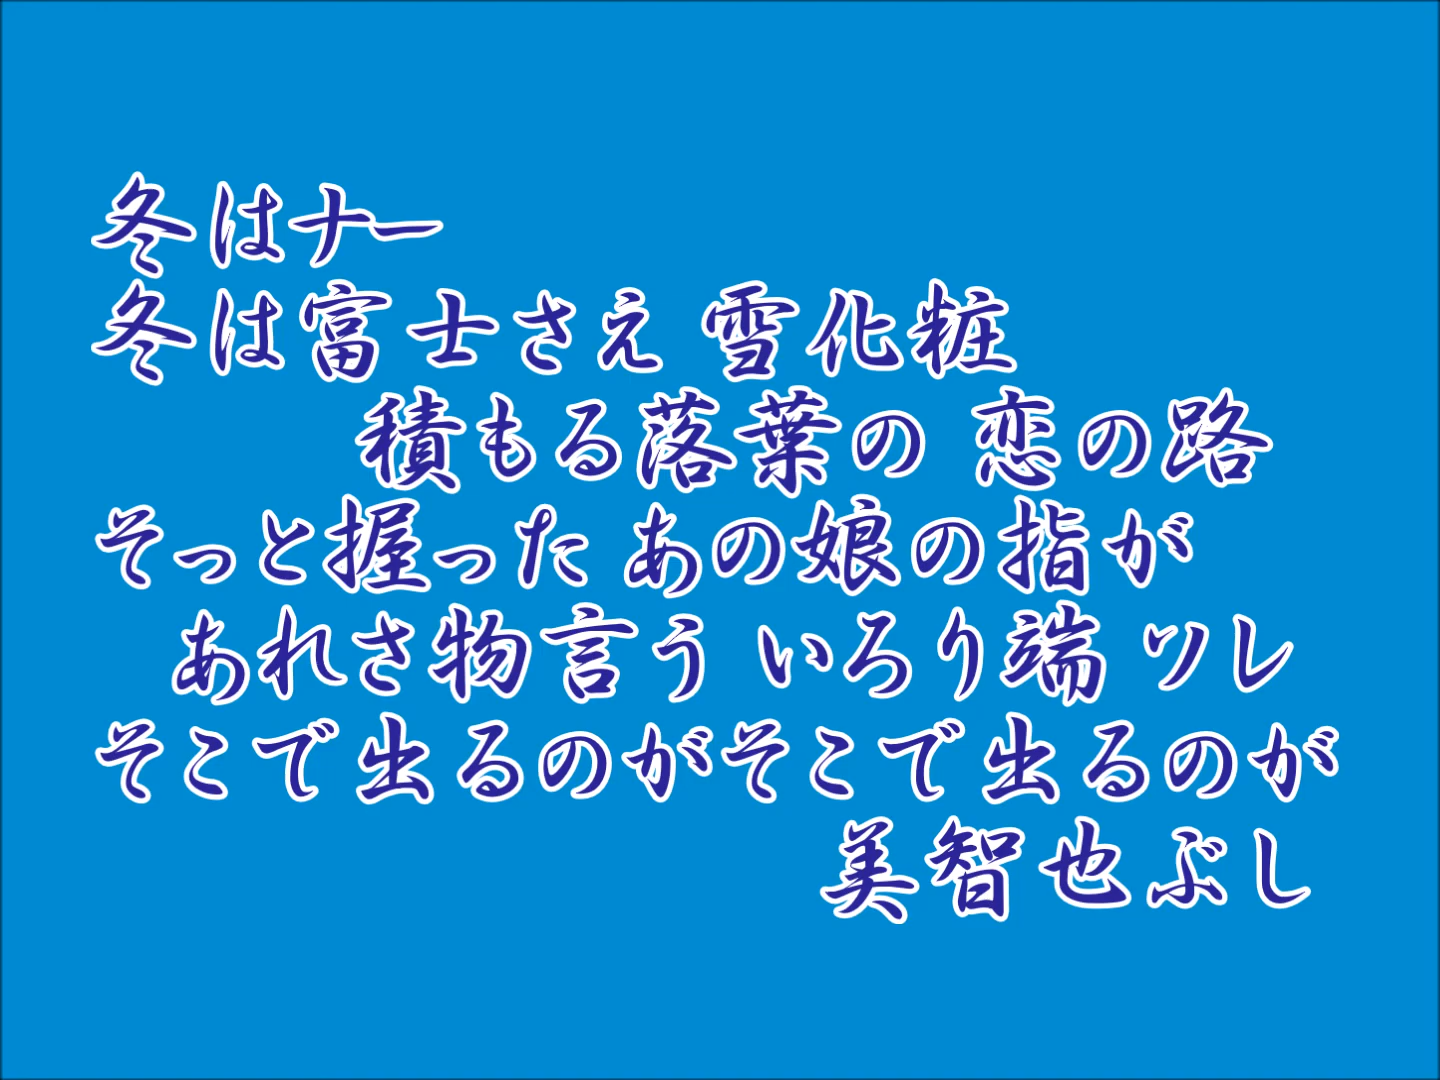 冬はナー
冬は富士さえ 雪化粧
積もる落葉の 恋の路
そっと握った あの娘の指が
あれさ物言う いろり端 ソレ
そこで出るのがそこで出るのが
美智也ぶし